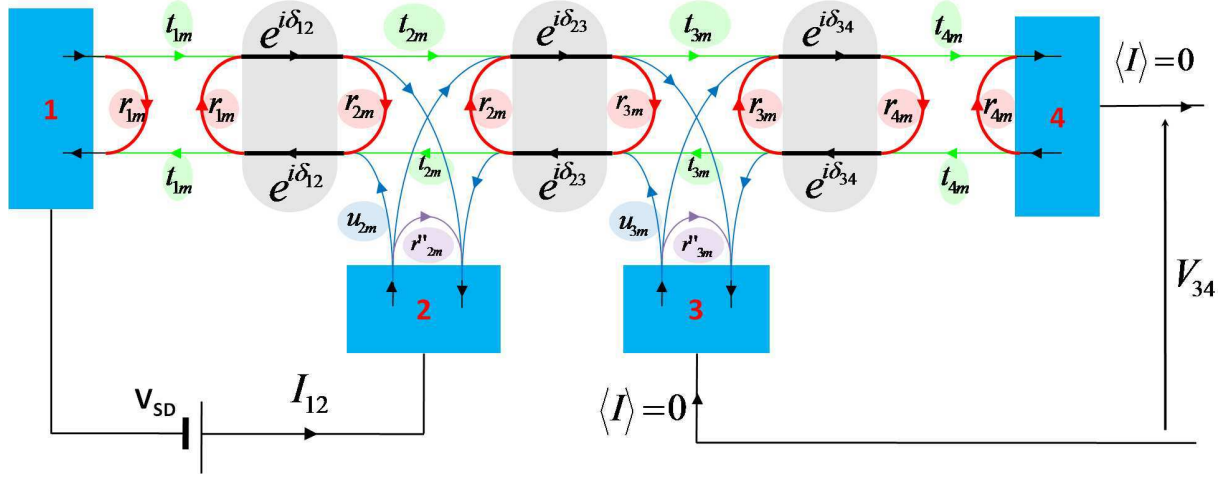 t₁ₘ e^{iδ₁₂} t₂ₘ e^{iδ₂₃} t₃ₘ e^{iδ₃₄} t₄ₘ
⟨I⟩=0
1 r₁ₘ r₁ₘ r₂ₘ r₂ₘ r₃ₘ r₃ₘ r₄ₘ r₄ₘ 4
t₁ₘ e^{iδ₁₂} t₂ₘ e^{iδ₂₃} t₃ₘ e^{iδ₃₄} t₄ₘ
u₂ₘ r"₂ₘ u₃ₘ r"₃ₘ
V₃₄
2 3
V_SD I₁₂ ⟨I⟩=0